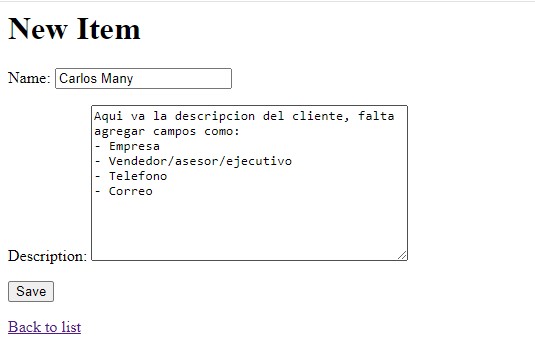 New Item
Name: Carlos Many
Aqui va la descripcion del cliente, falta
agregar campos como:
- Empresa
- Vendedor/asesor/ejecutivo
- Telefono
- Correo
Description:
Save
Back to list